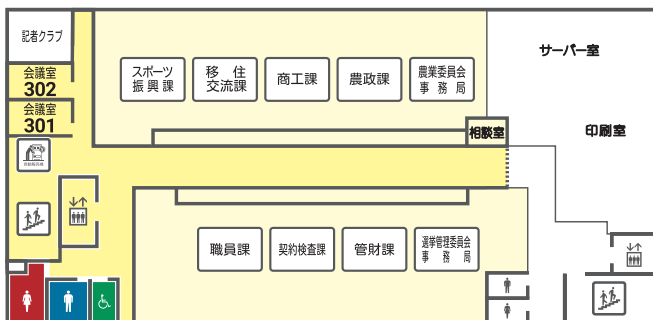 記者クラブ
会議室
302
会議室
301
スポーツ
振興課
移住
交流課
商工課
農政課
農業委員会
事務局
サーバー室
相談室
印刷室
職員課
契約検査課
管財課
選挙管理委員会
事務局